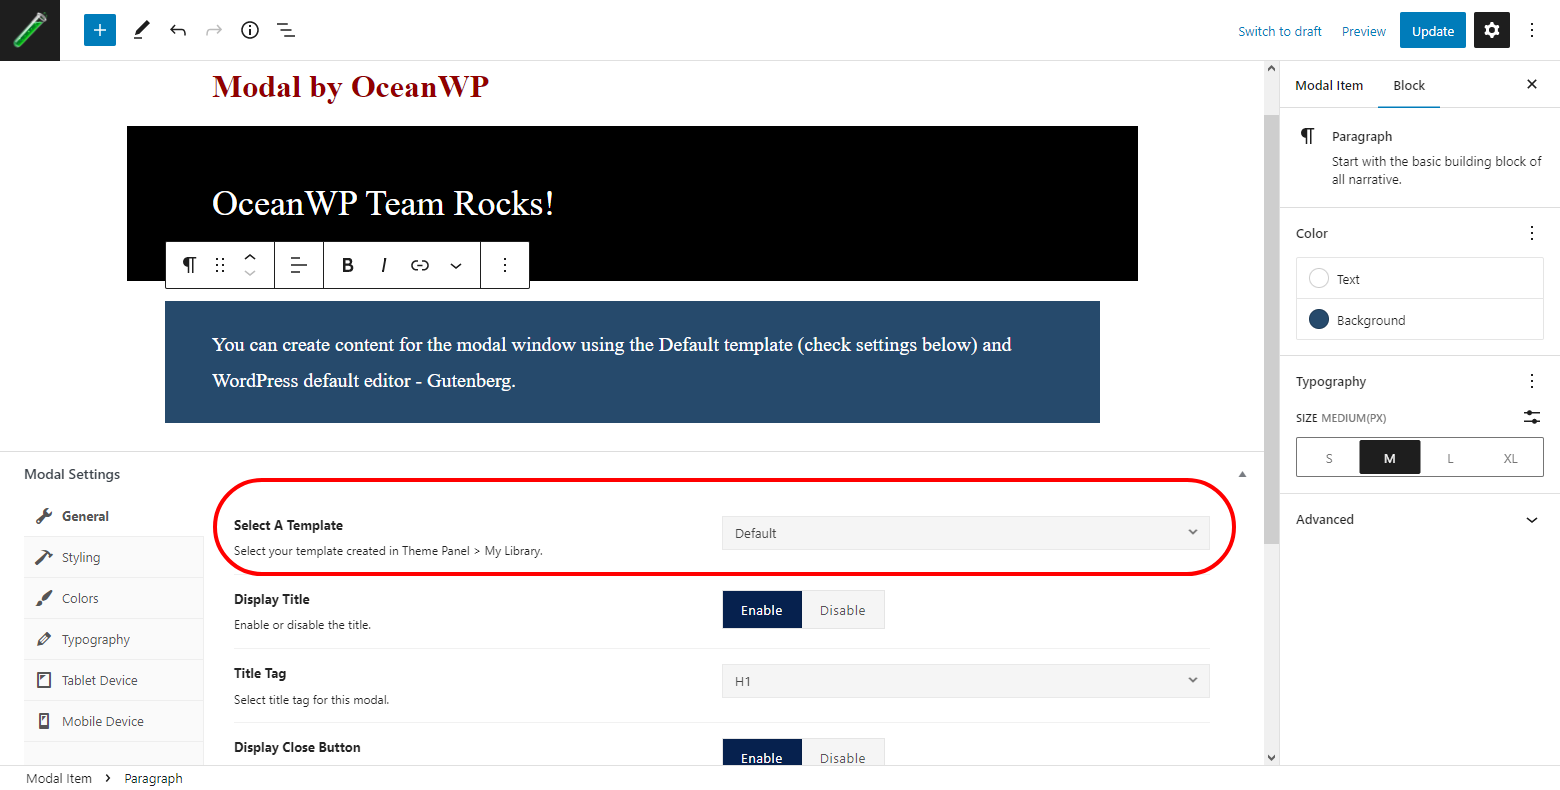 Switch to draft
Preview
Update
Modal by OceanWP
OceanWP Team Rocks!
B I
You can create content for the modal window using the Default template (check settings below) and
WordPress default editor - Gutenberg.
Modal Settings
General
Styling
Colors
Typography
Tablet Device
Mobile Device
Select A Template
Select your template created in Theme Panel > My Library.
Default
Display Title
Enable or disable the title.
Enable Disable
Title Tag
Select title tag for this modal.
H1
Display Close Button
Enable Disable
Modal Item Block
Paragraph
Start with the basic building block of
all narrative.
Color
Text
Background
Typography
SIZE MEDIUM(PX)
S M L XL
Advanced
Modal Item > Paragraph